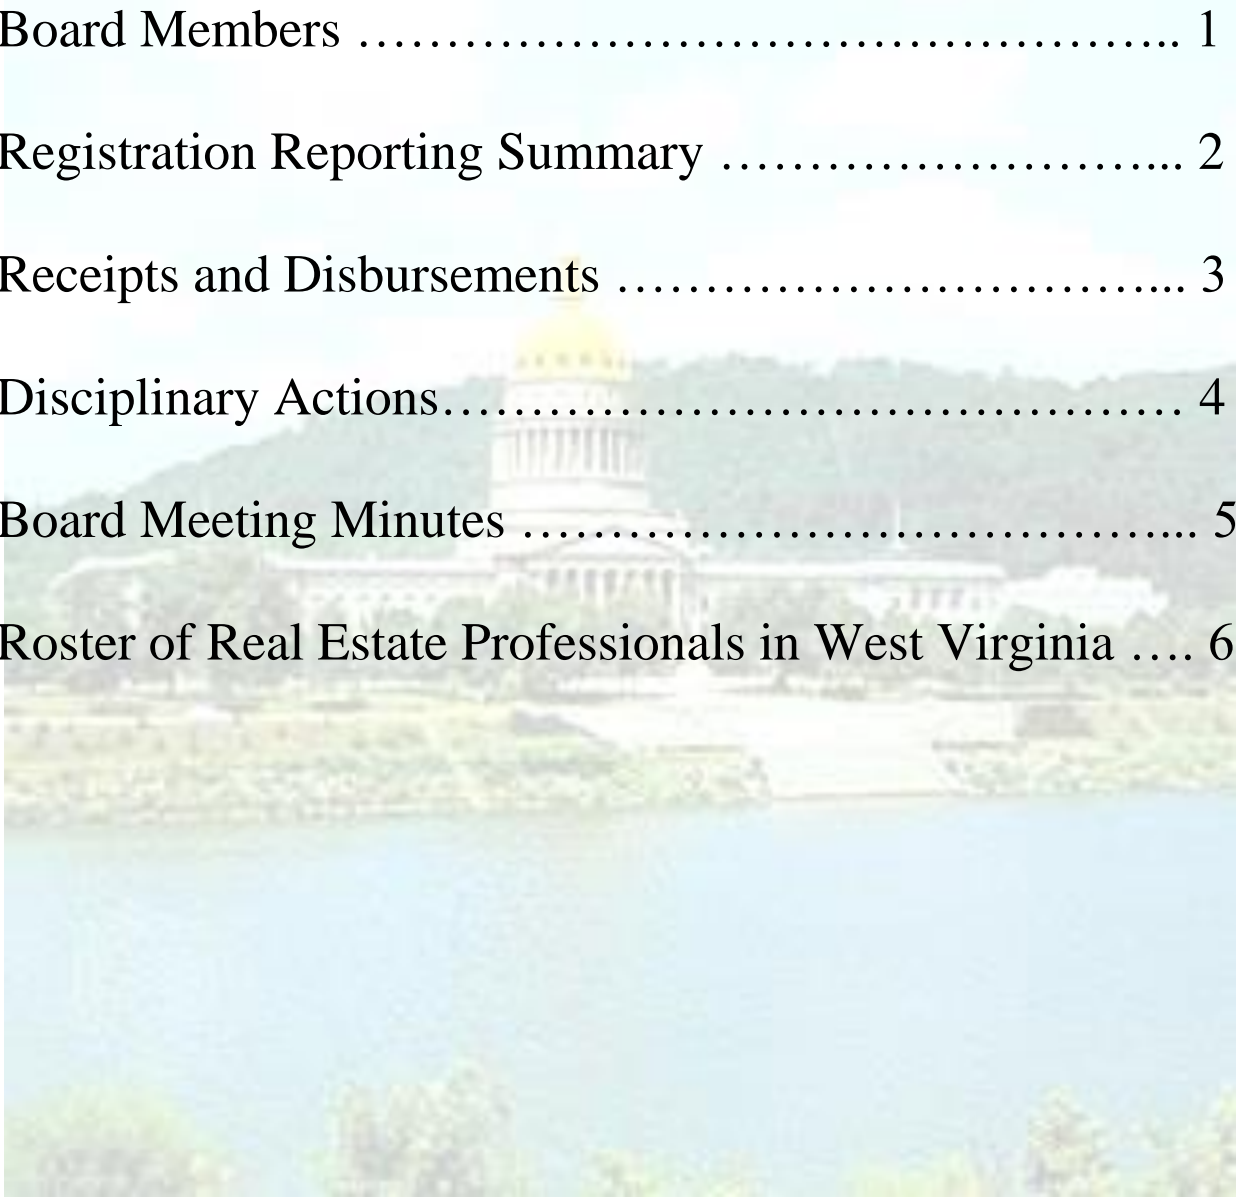 Board Members ………………………………………….. 1
Registration Reporting Summary ……………………... 2
Receipts and Disbursements …………………………... 3
Disciplinary Actions…………………………………… 4
Board Meeting Minutes ………………………………... 5
Roster of Real Estate Professionals in West Virginia …. 6